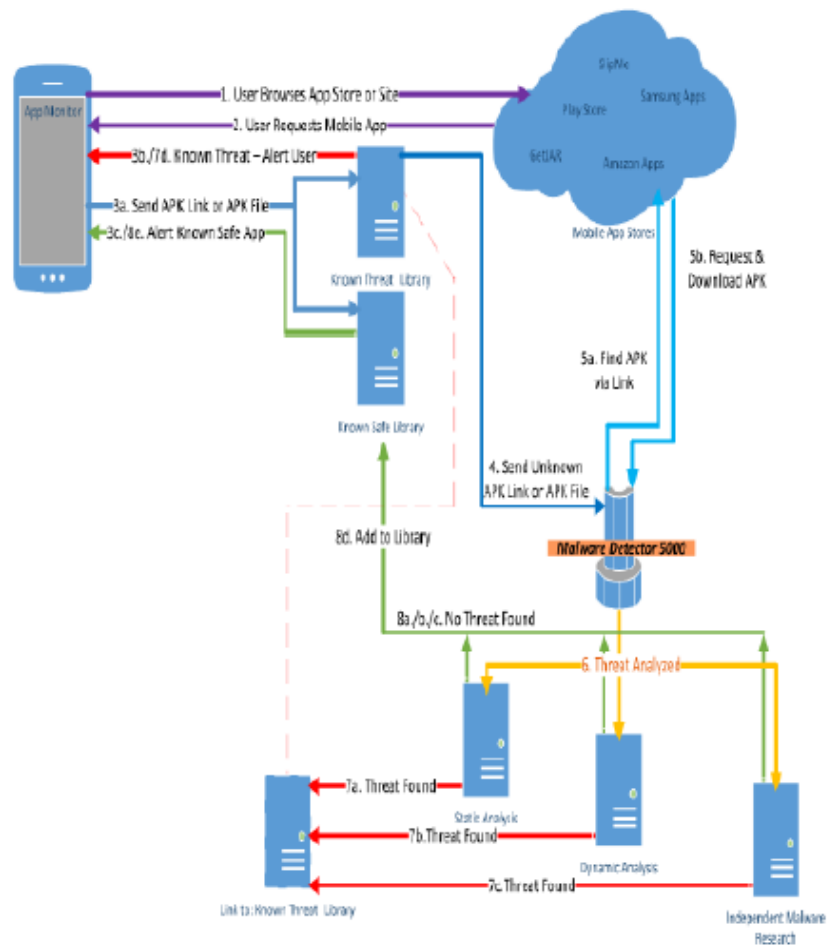 SlipMe
App Monitor
1. User Browses App Store or Site
Samsung Apps
Play Store
2. User Requests Mobile App
3b./7d. Known Threat – Alert User
GetJAR
Amazon Apps
3a. Send APK Link or APK File
3c./8e. Alert Known Safe App
Mobile App Stores
5b. Request &
Download APK
Known Threat Library
5a. Find APK
via Link
Known Safe Library
4. Send Unknown
APK Link or APK File
8d. Add to Library
Malware Detector 5000
8a./b./c. No Threat Found
6. Threat Analyzed
7a. Threat Found
Static Analysis
7b.Threat Found
Dynamic Analysis
7c. Threat Found
Link to: Known Threat Library
Independent Malware
Research